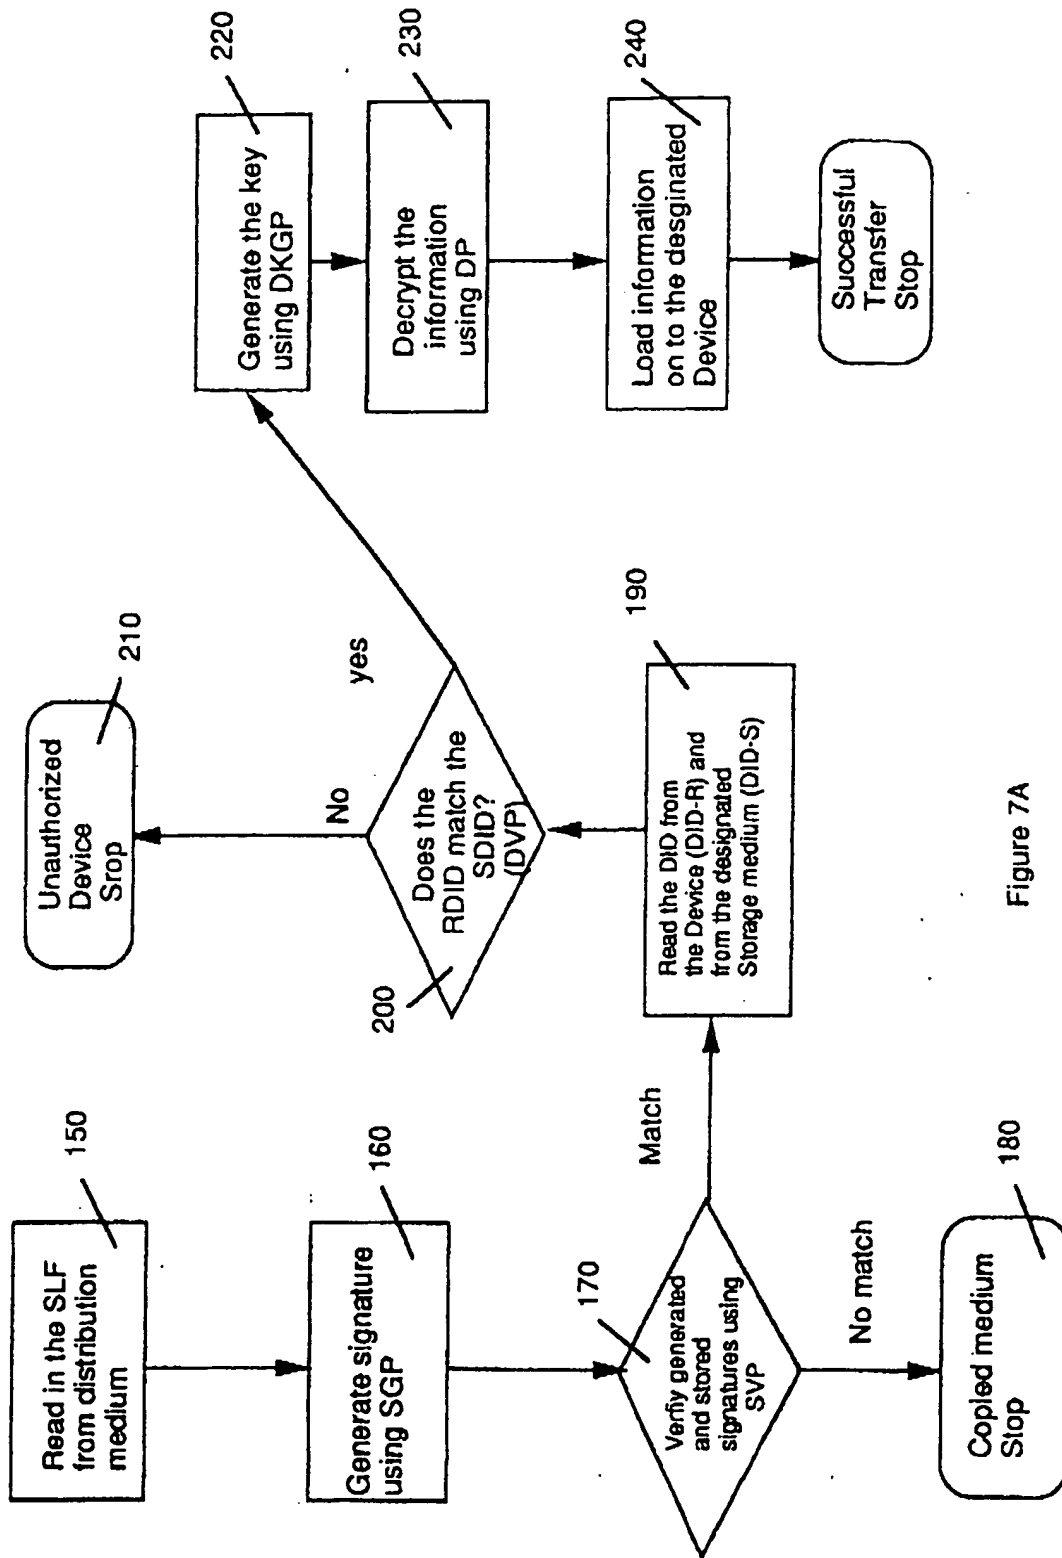 150
Read in the SLF
from distribution
medium
160
Generate signature
using SGP
170
Verfiy generated
and stored
signatures using
SVP
Match
No match
180
Copled medium
Stop
190
Read the DID from
the Device (DID-R) and
from the designated
Storage medium (DID-S)
200
Does the
RDID match the
SDID?
(DVP)
No
yes
210
Unauthorized
Device
Srop
220
Generate the key
using DKGP
230
Decrypt the
information
using DP
240
Load information
on to the desginated
Device
Successful
Transfer
Stop
Figure 7A